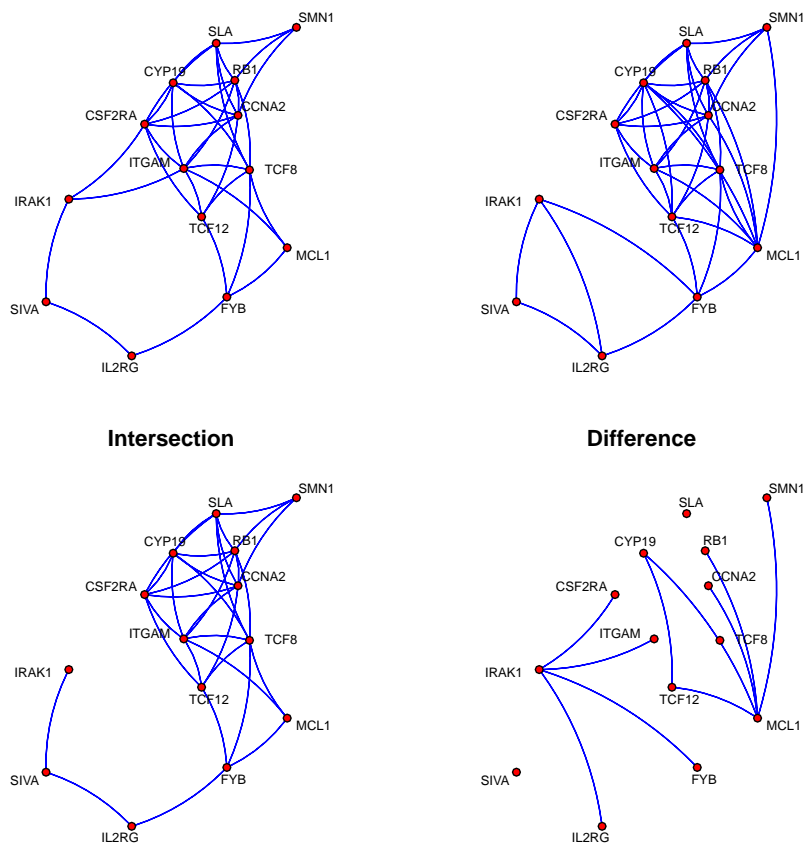 SMN1
SLA
CYP19
RB1
CSF2RA
CCNA2
ITGAM
TCF8
IRAK1
TCF12
MCL1
SIVA
FYB
IL2RG
SMN1
SLA
CYP19
RB1
CSF2RA
CCNA2
ITGAM
TCF8
IRAK1
TCF12
MCL1
SIVA
FYB
IL2RG
Intersection
SMN1
SLA
CYP19
RB1
CSF2RA
CCNA2
ITGAM
TCF8
IRAK1
TCF12
MCL1
SIVA
FYB
IL2RG
Difference
SMN1
SLA
CYP19
RB1
CSF2RA
CCNA2
ITGAM
TCF8
IRAK1
TCF12
MCL1
SIVA
FYB
IL2RG